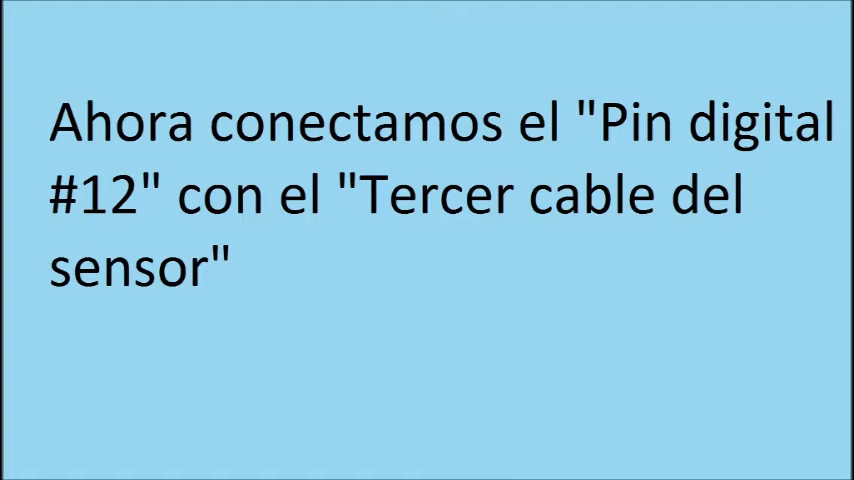 Ahora conectamos el "Pin digital
#12" con el "Tercer cable del
sensor"